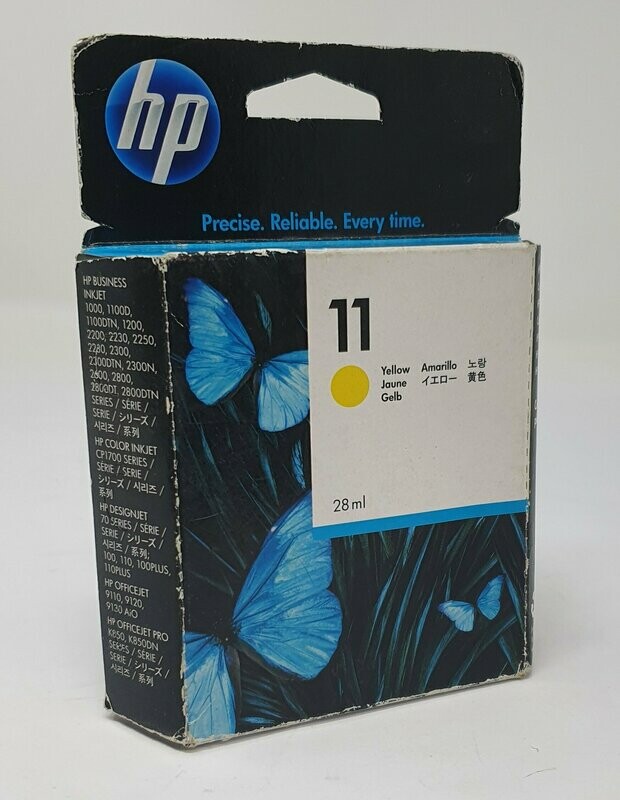 hp
Precise. Reliable. Every time.
HP BUSINESS
INKJET
1000, 1100D,
1100DTN, 1200,
2200, 2230, 2250,
2280, 2300,
2300DTN, 2300N,
2600, 2800,
2800DT, 2800DTN
SERIES / SÉRIE /
SERIE / シリーズ /
시리즈 / 系列
HP COLOR INKJET
CP1700 SERIES /
SÉRIE / SERIE /
シリーズ / 시리즈 /
系列
HP DESIGNJET
70 SERIES / SÉRIE /
SERIE / シリーズ /
시리즈 / 系列;
100, 110, 100PLUS,
110PLUS
HP OFFICEJET
9110, 9120,
9130 AiO
HP OFFICEJET PRO
K850, K850DN
SERIES / SÉRIE /
SERIE / シリーズ /
시리즈 / 系列
11
Yellow Amarillo 노랑
Jaune イエロー 黄色
Gelb
28 ml